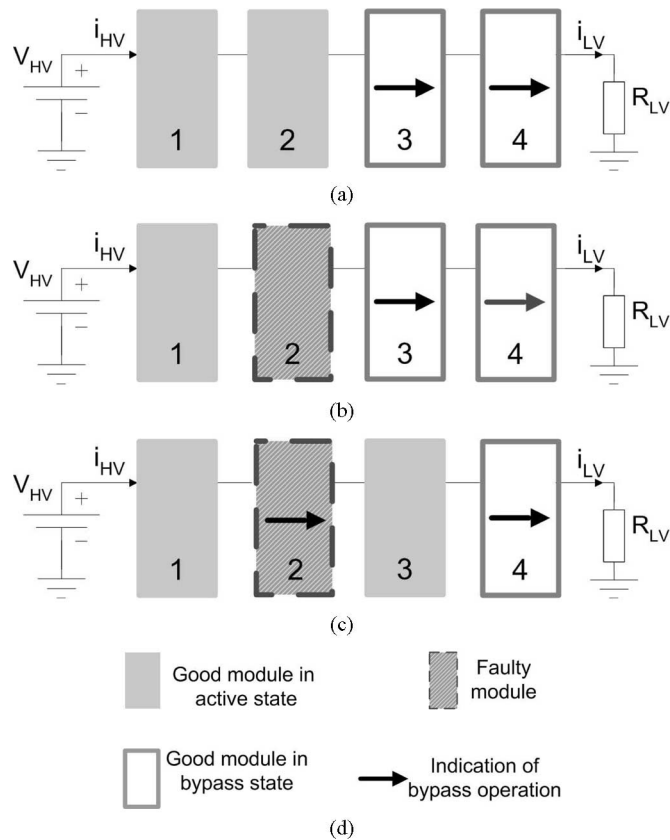 i_HV
i_LV
V_HV
+
−
R_LV
1
2
3
4
(a)
i_HV
i_LV
V_HV
+
−
R_LV
1
2
3
4
(b)
i_HV
i_LV
V_HV
+
−
R_LV
1
2
3
4
(c)
Good module in
active state
Faulty
module
Good module in
bypass state
Indication of
bypass operation
(d)